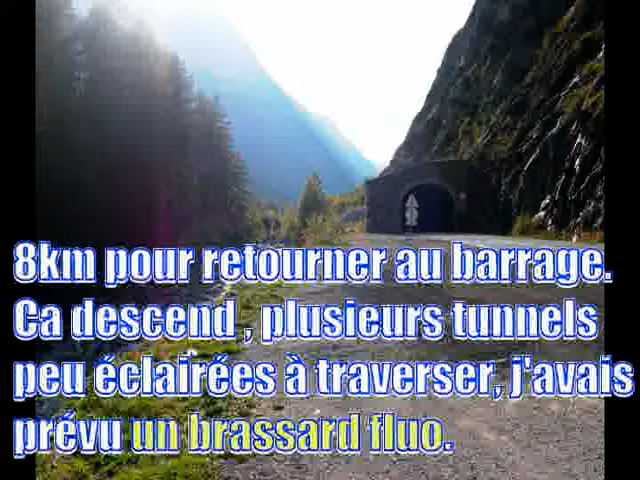 8km pour retourner au barrage.
Ca descend , plusieurs tunnels
peu éclairées à traverser, j'avais
prévu un brassard fluo.